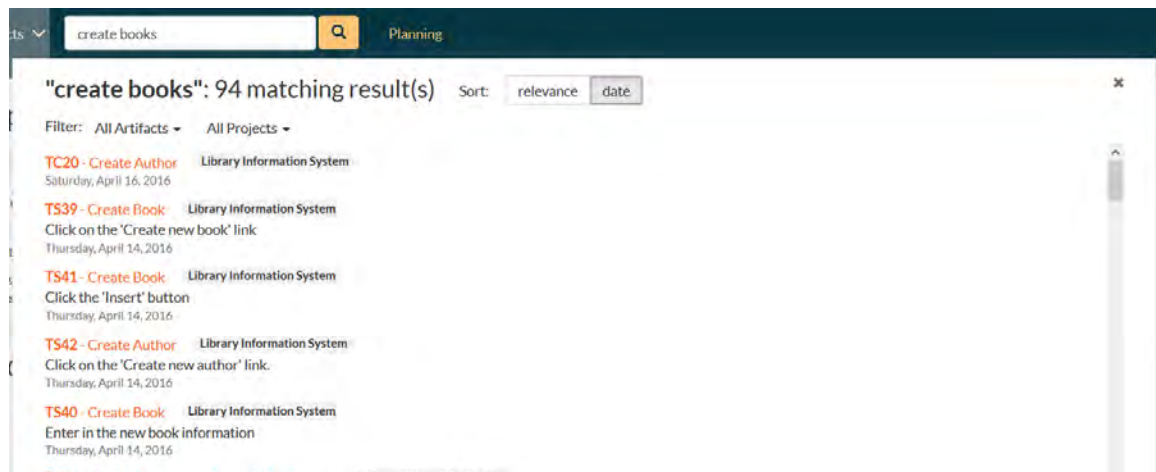 ts
create books
Planning
"create books": 94 matching result(s) Sort: relevance date
Filter: All Artifacts All Projects
TC20 - Create Author Library Information System
Saturday, April 16, 2016
TS39 - Create Book Library Information System
Click on the 'Create new book' link
Thursday, April 14, 2016
TS41 - Create Book Library Information System
Click the 'Insert' button
Thursday, April 14, 2016
TS42 - Create Author Library Information System
Click on the 'Create new author' link.
Thursday, April 14, 2016
TS40 - Create Book Library Information System
Enter in the new book information
Thursday, April 14, 2016